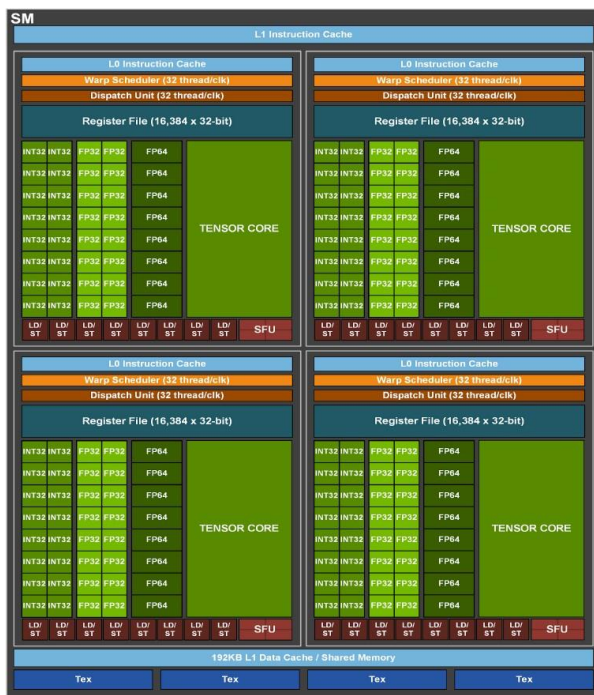 SM
L1 Instruction Cache
L0 Instruction Cache
Warp Scheduler (32 thread/clk)
Dispatch Unit (32 thread/clk)
Register File (16,384 x 32-bit)
INT32 INT32 FP32 FP32 FP64
INT32 INT32 FP32 FP32 FP64
INT32 INT32 FP32 FP32 FP64
INT32 INT32 FP32 FP32 FP64
INT32 INT32 FP32 FP32 FP64
INT32 INT32 FP32 FP32 FP64
INT32 INT32 FP32 FP32 FP64
INT32 INT32 FP32 FP32 FP64
TENSOR CORE
LD/ LD/ LD/ LD/ LD/ LD/ LD/ LD/
ST ST ST ST ST ST ST ST
SFU
L0 Instruction Cache
Warp Scheduler (32 thread/clk)
Dispatch Unit (32 thread/clk)
Register File (16,384 x 32-bit)
INT32 INT32 FP32 FP32 FP64
INT32 INT32 FP32 FP32 FP64
INT32 INT32 FP32 FP32 FP64
INT32 INT32 FP32 FP32 FP64
INT32 INT32 FP32 FP32 FP64
INT32 INT32 FP32 FP32 FP64
INT32 INT32 FP32 FP32 FP64
INT32 INT32 FP32 FP32 FP64
TENSOR CORE
LD/ LD/ LD/ LD/ LD/ LD/ LD/ LD/
ST ST ST ST ST ST ST ST
SFU
L0 Instruction Cache
Warp Scheduler (32 thread/clk)
Dispatch Unit (32 thread/clk)
Register File (16,384 x 32-bit)
INT32 INT32 FP32 FP32 FP64
INT32 INT32 FP32 FP32 FP64
INT32 INT32 FP32 FP32 FP64
INT32 INT32 FP32 FP32 FP64
INT32 INT32 FP32 FP32 FP64
INT32 INT32 FP32 FP32 FP64
INT32 INT32 FP32 FP32 FP64
INT32 INT32 FP32 FP32 FP64
TENSOR CORE
LD/ LD/ LD/ LD/ LD/ LD/ LD/ LD/
ST ST ST ST ST ST ST ST
SFU
L0 Instruction Cache
Warp Scheduler (32 thread/clk)
Dispatch Unit (32 thread/clk)
Register File (16,384 x 32-bit)
INT32 INT32 FP32 FP32 FP64
INT32 INT32 FP32 FP32 FP64
INT32 INT32 FP32 FP32 FP64
INT32 INT32 FP32 FP32 FP64
INT32 INT32 FP32 FP32 FP64
INT32 INT32 FP32 FP32 FP64
INT32 INT32 FP32 FP32 FP64
INT32 INT32 FP32 FP32 FP64
TENSOR CORE
LD/ LD/ LD/ LD/ LD/ LD/ LD/ LD/
ST ST ST ST ST ST ST ST
SFU
192KB L1 Data Cache / Shared Memory
Tex Tex Tex Tex